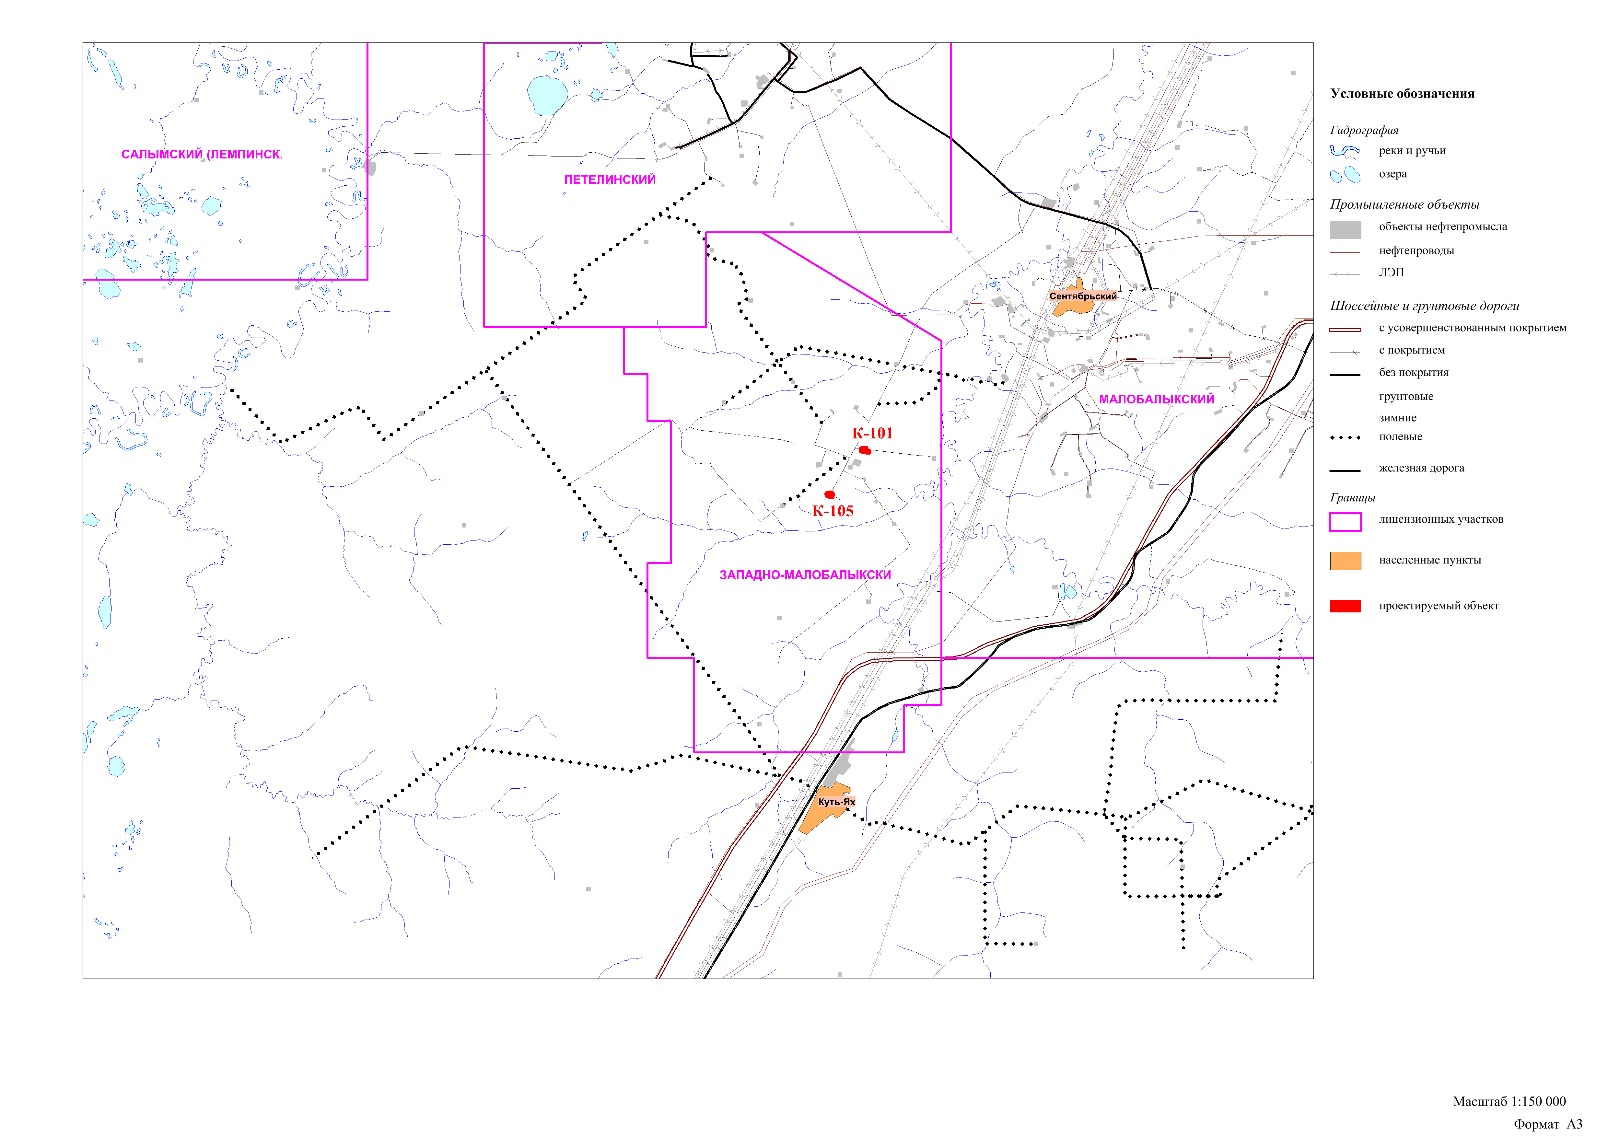 САЛЫМСКИЙ (ЛЕМПИНСК.
ПЕТЕЛИНСКИЙ
Сентябрьский
МАЛОБАЛЫКСКИЙ
К-101
К-105
ЗАПАДНО-МАЛОБАЛЫКСКИ
Куть-Ях
Условные обозначения
Гидрография
реки и ручьи
озера
Промышленные объекты
объекты нефтепромысла
нефтепроводы
ЛЭП
Шоссейные и грунтовые дороги
с усовершенствованным покрытием
с покрытием
без покрытия
грунтовые
зимние
полевые
железная дорога
Границы
лицензионных участков
населенные пункты
проектируемый объект
Масштаб 1:150 000
Формат А3